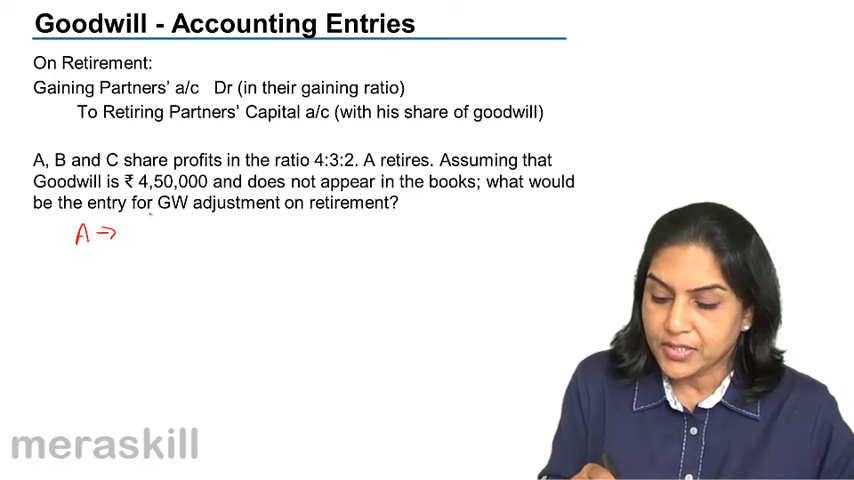 Goodwill - Accounting Entries
On Retirement:
Gaining Partners' a/c Dr (in their gaining ratio)
To Retiring Partners' Capital a/c (with his share of goodwill)
A, B and C share profits in the ratio 4:3:2. A retires. Assuming that
Goodwill is ₹ 4,50,000 and does not appear in the books; what would
be the entry for GW adjustment on retirement?
A →
meraskill